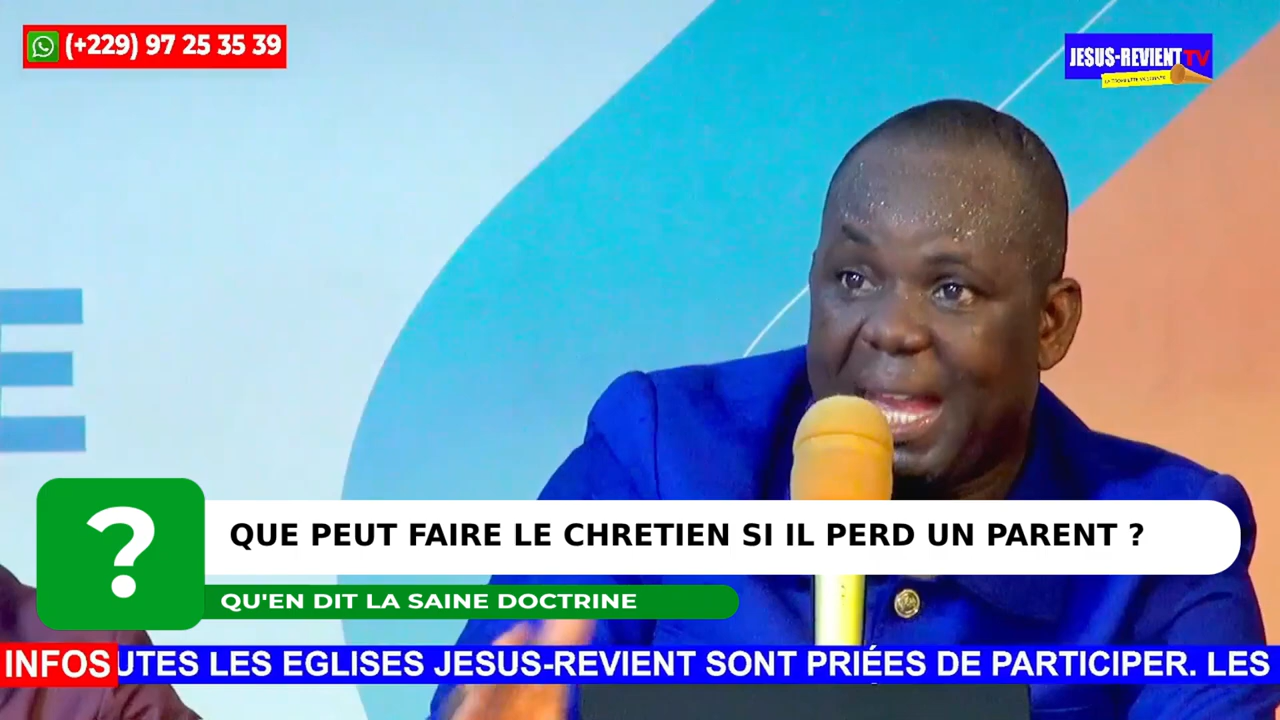 (+229) 97 25 35 39
JESUS-REVIENT TV
E
?
QUE PEUT FAIRE LE CHRETIEN SI IL PERD UN PARENT ?
QU'EN DIT LA SAINE DOCTRINE
INFOS UTES LES EGLISES JESUS-REVIENT SONT PRIÉES DE PARTICIPER. LES